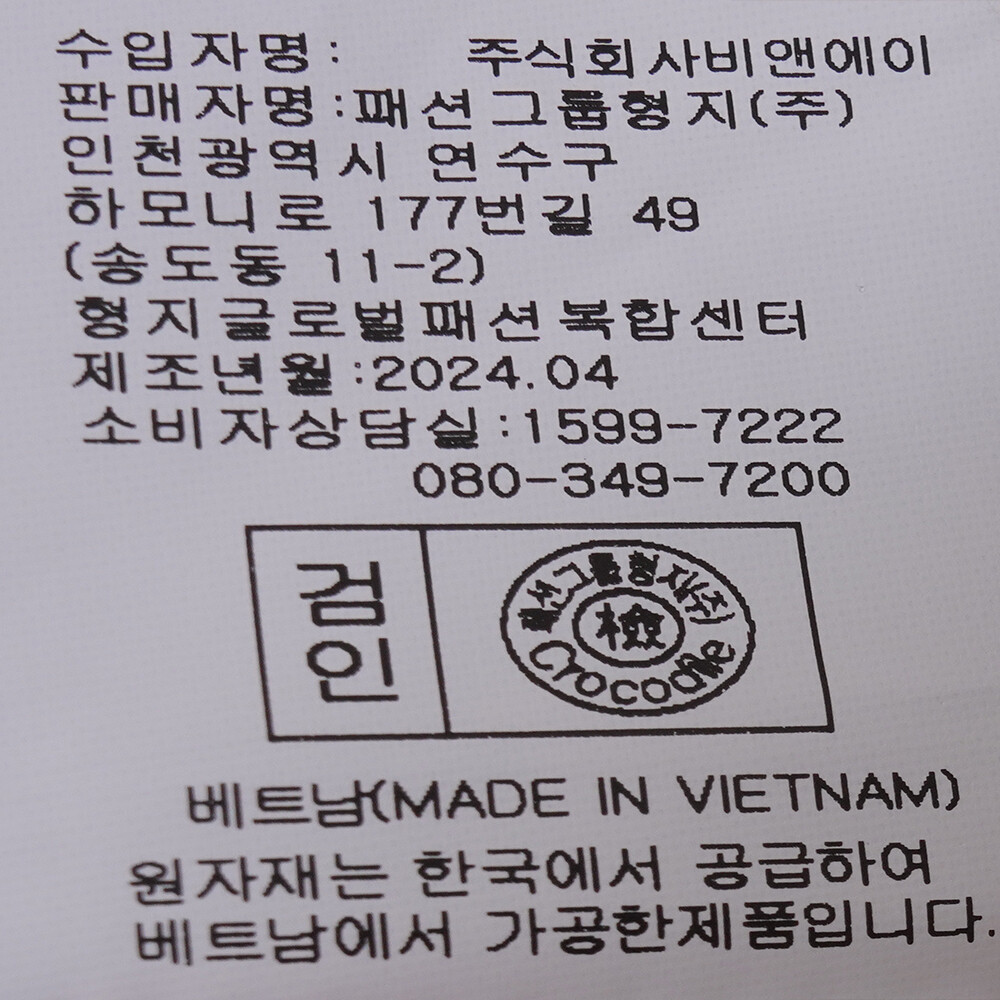 수입자명: 주식회사비앤에이
판매자명:패션그룹형지(주)
인천광역시 연수구
하모니로 177번길 49
(송도동 11-2)
형지글로벌패션복합센터
제조년월:2024.04
소비자상담실:1599-7222
080-349-7200
검인
패션그룹형지(주)
檢
Crocodile
베트남(MADE IN VIETNAM)
원자재는 한국에서 공급하여
베트남에서 가공한제품입니다.